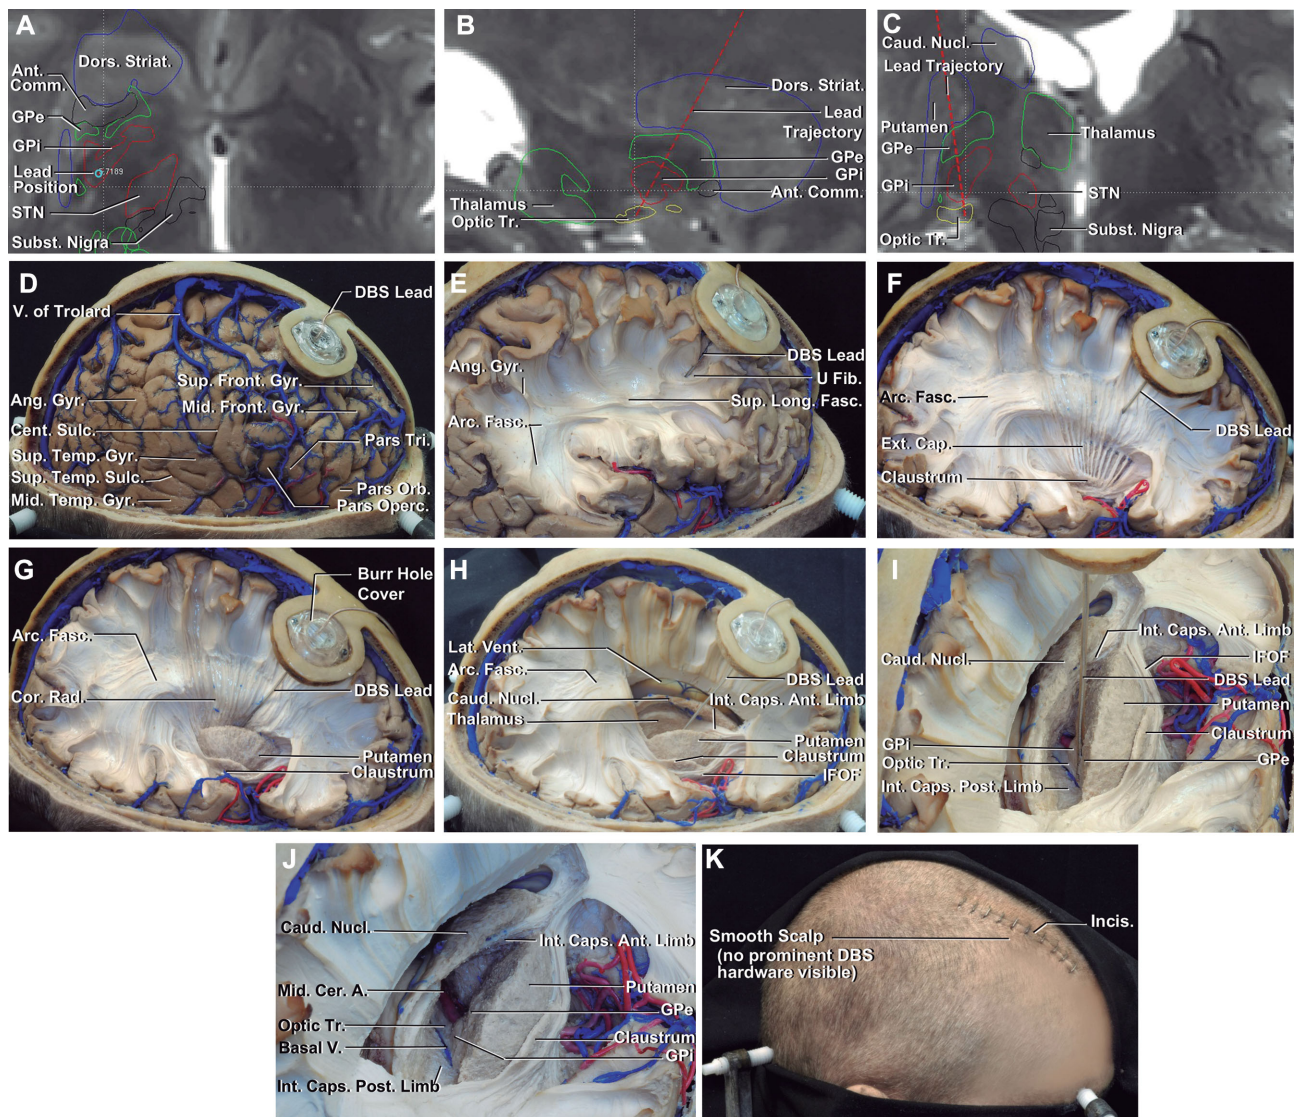 A
Dors. Striat.
Ant.
Comm.
GPe
GPi
Lead
Position
.7189
STN
Subst. Nigra
B
Dors. Striat.
Lead
Trajectory
GPe
GPi
Ant. Comm.
Thalamus
Optic Tr.
C
Caud. Nucl.
Lead Trajectory
Putamen
GPe
Thalamus
GPi
STN
Subst. Nigra
Optic Tr.
D
DBS Lead
V. of Trolard
Sup. Front. Gyr.
Ang. Gyr.
Mid. Front. Gyr.
Cent. Sulc.
Pars Tri.
Sup. Temp. Gyr.
Sup. Temp. Sulc.
Pars Orb.
Mid. Temp. Gyr.
Pars Operc.
E
DBS Lead
Ang. Gyr.
U Fib.
Sup. Long. Fasc.
Arc. Fasc.
F
Arc. Fasc.
DBS Lead
Ext. Cap.
Claustrum
G
Burr Hole
Cover
Arc. Fasc.
Cor. Rad.
DBS Lead
Putamen
Claustrum
H
Lat. Vent.
Arc. Fasc.
DBS Lead
Caud. Nucl.
Int. Caps. Ant. Limb
Thalamus
Putamen
Claustrum
IFOF
I
Int. Caps. Ant. Limb
Caud. Nucl.
IFOF
DBS Lead
Putamen
Claustrum
GPi
Optic Tr.
GPe
Int. Caps. Post. Limb
J
Caud. Nucl.
Int. Caps. Ant. Limb
Mid. Cer. A.
Putamen
GPe
Optic Tr.
Claustrum
Basal V.
GPi
Int. Caps. Post. Limb
K
Incis.
Smooth Scalp
(no prominent DBS
hardware visible)